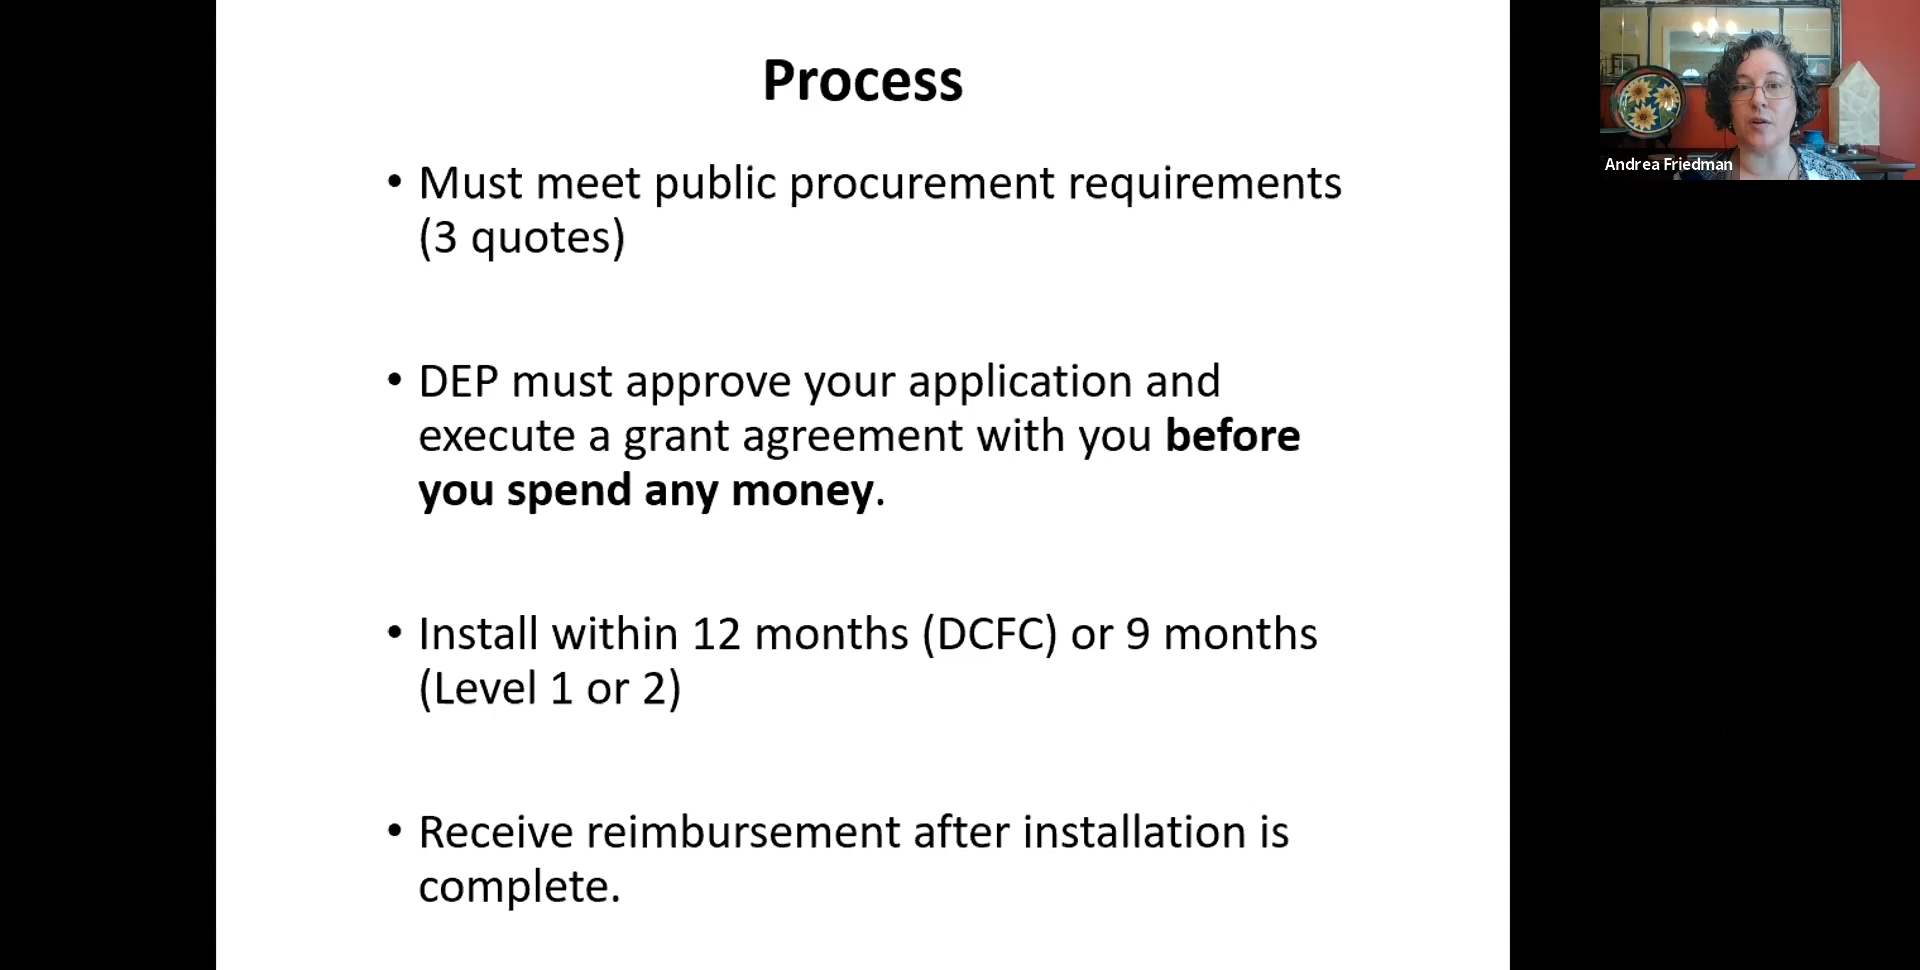 Process
• Must meet public procurement requirements
(3 quotes)
• DEP must approve your application and
execute a grant agreement with you before
you spend any money.
• Install within 12 months (DCFC) or 9 months
(Level 1 or 2)
• Receive reimbursement after installation is
complete.
Andrea Friedman